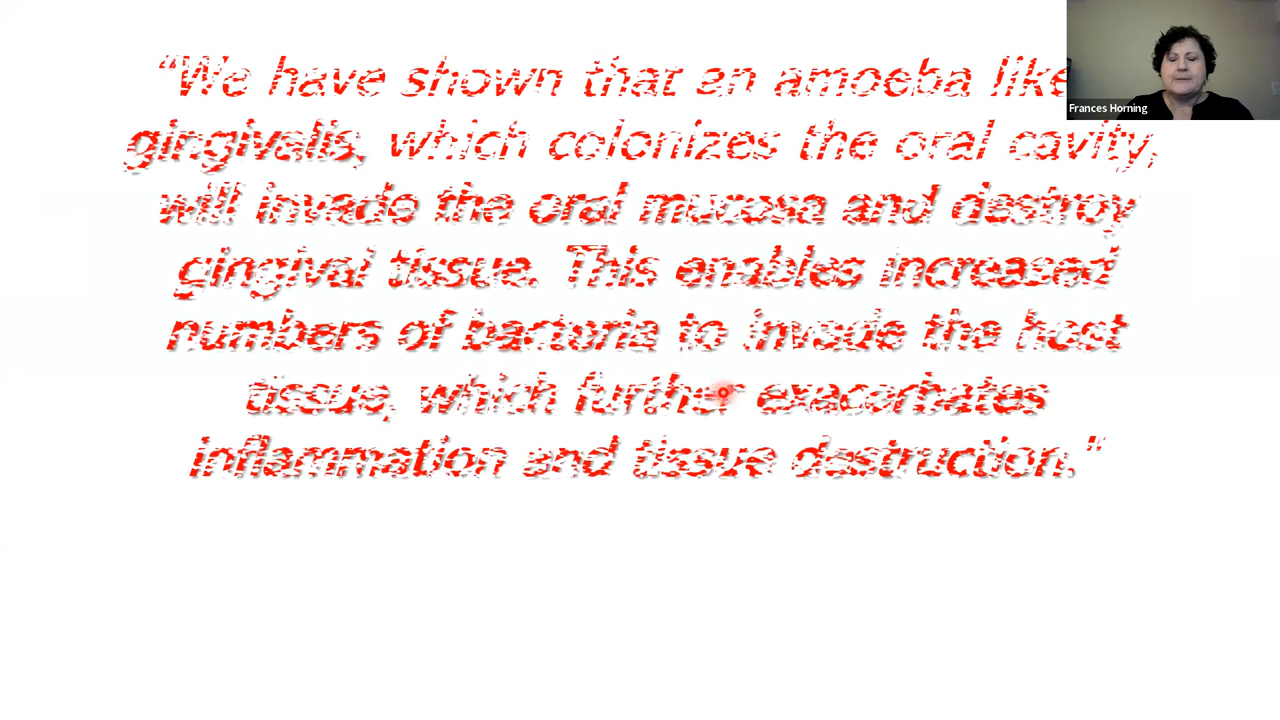 "We have shown that an amoeba like
gingivalis, which colonizes the oral cavity,
will invade the oral mucosa and destroy
gingival tissue. This enables increased
numbers of bacteria to invade the host
tissue, which further exacerbates
inflammation and tissue destruction."
Frances Horning